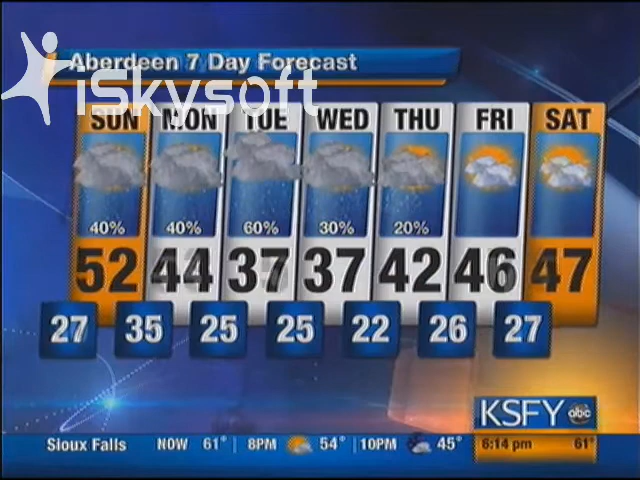 Aberdeen 7 Day Forecast
iSkysoft
SUN MON TUE WED THU FRI SAT
40% 40% 60% 30% 20%
52 44 37 37 42 46 47
27 35 25 25 22 26 27
KSFY abc
Sioux Falls NOW 61° 8PM 54° 10PM 45° 6:14 pm 61°